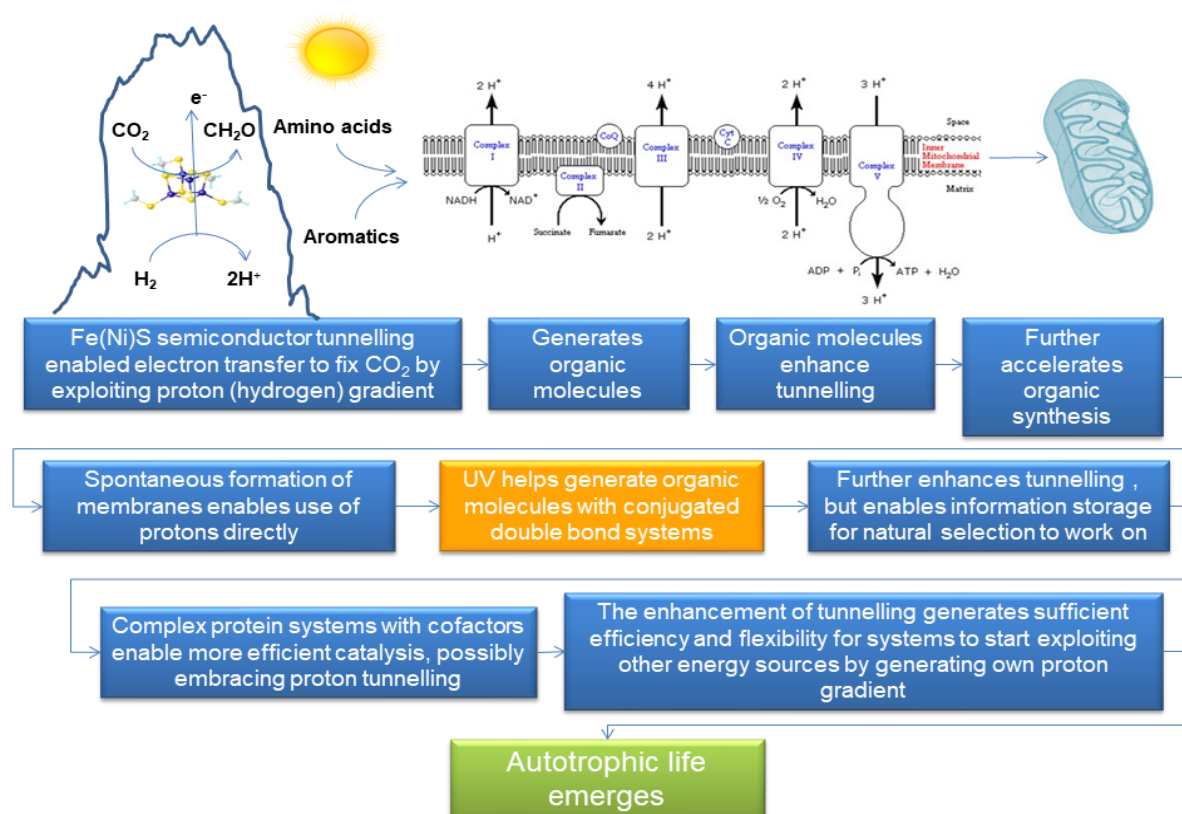 e⁻
CO₂
CH₂O
H₂
2H⁺
Amino acids
Aromatics
2 H⁺
4 H⁺
2 H⁺
3 H⁺
CoQ
Cyt
C
Space
Complex
I
Complex
II
Complex
III
Complex
IV
Complex
V
Inner
Mitochondrial
Membrane
Matrix
NADH
NAD⁺
½ O₂
H₂O
Succinate
Fumarate
H⁺
2 H⁺
2 H⁺
ADP + Pᵢ
ATP + H₂O
3 H⁺
Fe(Ni)S semiconductor tunnelling
enabled electron transfer to fix CO₂ by
exploiting proton (hydrogen) gradient
Generates
organic
molecules
Organic molecules
enhance
tunnelling
Further
accelerates
organic
synthesis
Spontaneous formation of
membranes enables use of
protons directly
UV helps generate organic
molecules with conjugated
double bond systems
Further enhances tunnelling ,
but enables information storage
for natural selection to work on
Complex protein systems with cofactors
enable more efficient catalysis, possibly
embracing proton tunnelling
The enhancement of tunnelling generates sufficient
efficiency and flexibility for systems to start exploiting
other energy sources by generating own proton
gradient
Autotrophic life
emerges